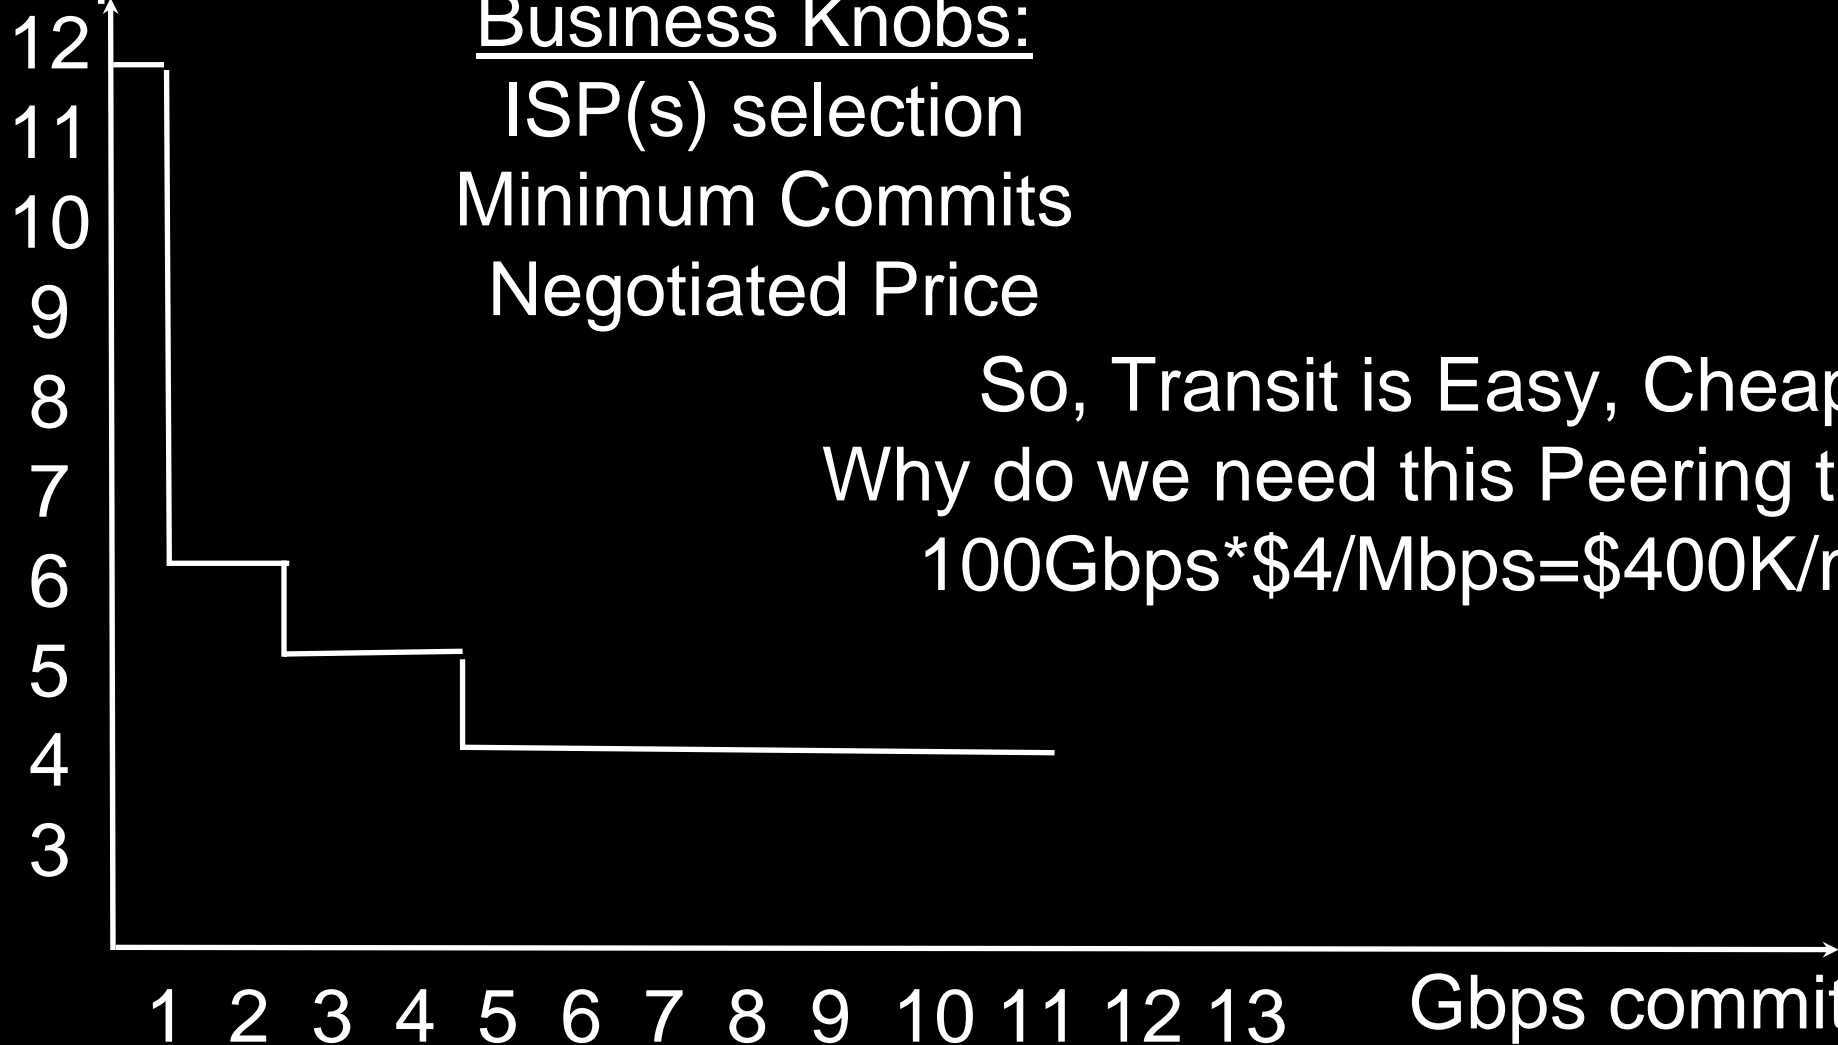 Business Knobs:
ISP(s) selection
Minimum Commits
Negotiated Price
So, Transit is Easy, Cheap
Why do we need this Peering
100Gbps*$4/Mbps=$400K/
12
11
10
9
8
7
6
5
4
3
1 2 3 4 5 6 7 8 9 10 11 12 13
Gbps commit